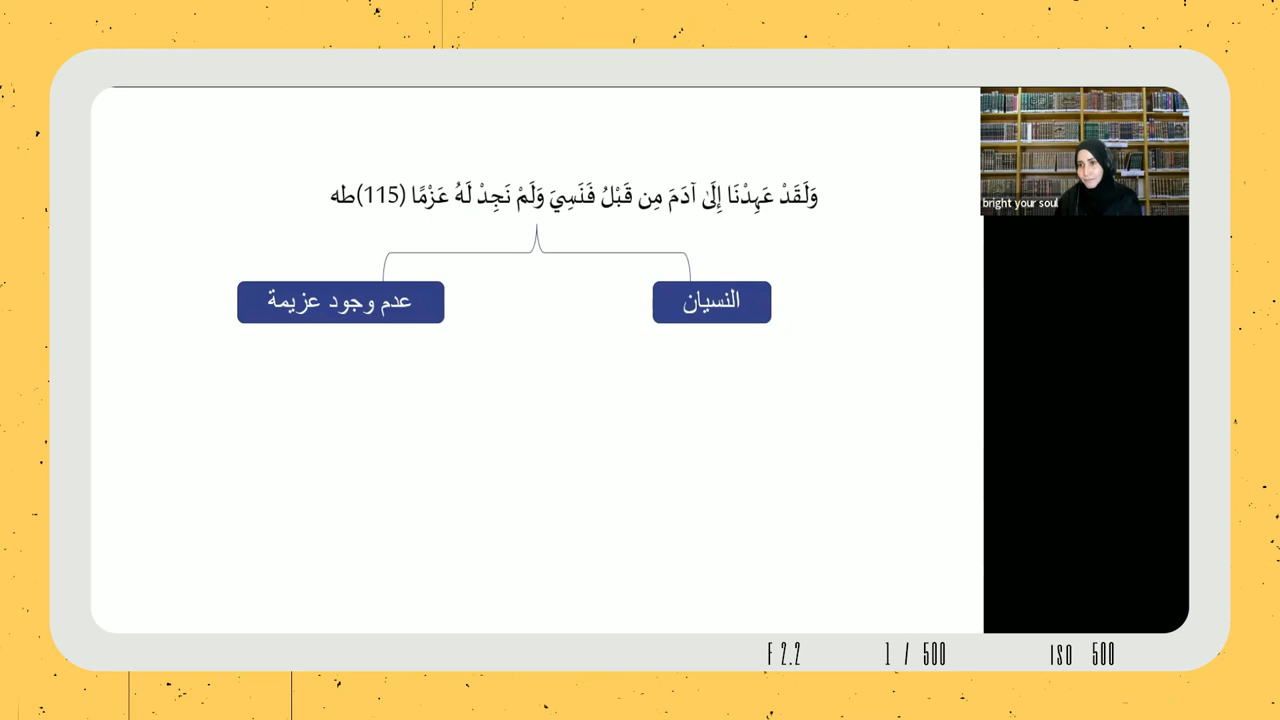 وَلَقَدْ عَهِدْنَا إِلَىٰ آدَمَ مِن قَبْلُ فَنَسِيَ وَلَمْ نَجِدْ لَهُ عَزْمًا (115)طه
النسيان
عدم وجود عزيمة
bright your soul
F 2.2
1 / 500
ISO 500